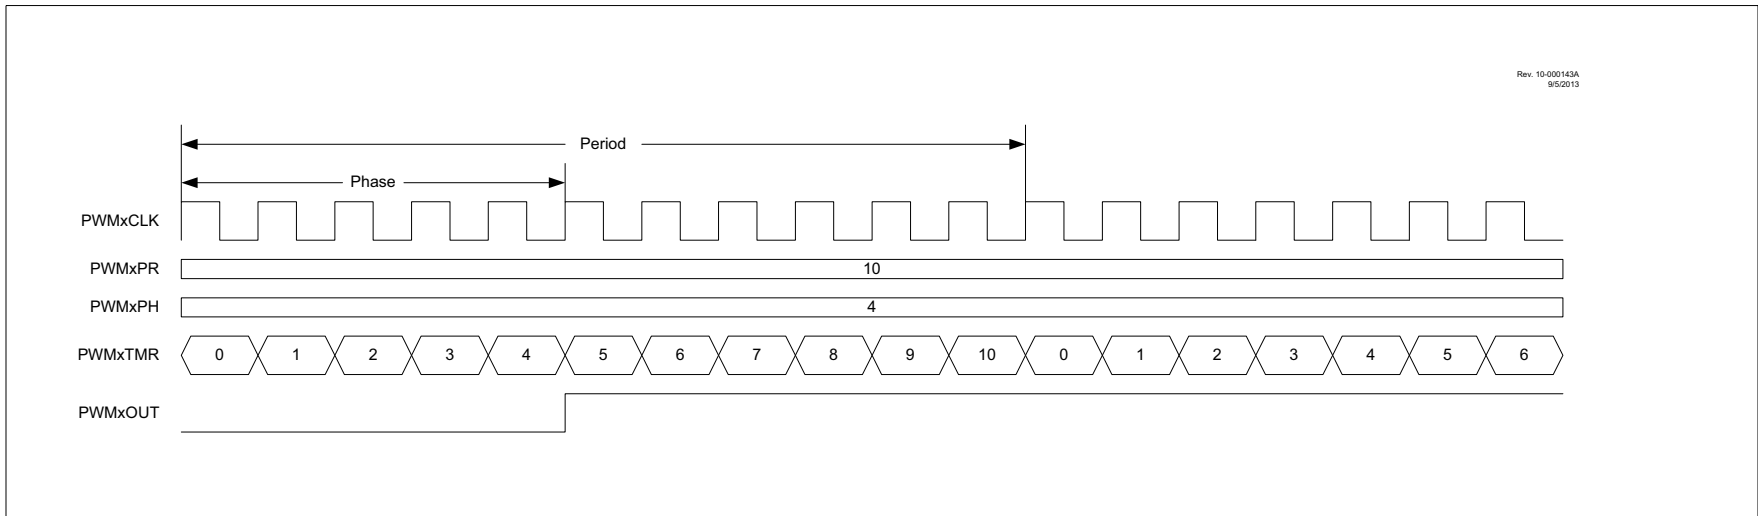 Rev. 10-000143A
9/5/2013
Period
Phase
PWMxCLK
PWMxPR
10
PWMxPH
4
PWMxTMR 0 1 2 3 4 5 6 7 8 9 10 0 1 2 3 4 5 6
PWMxOUT